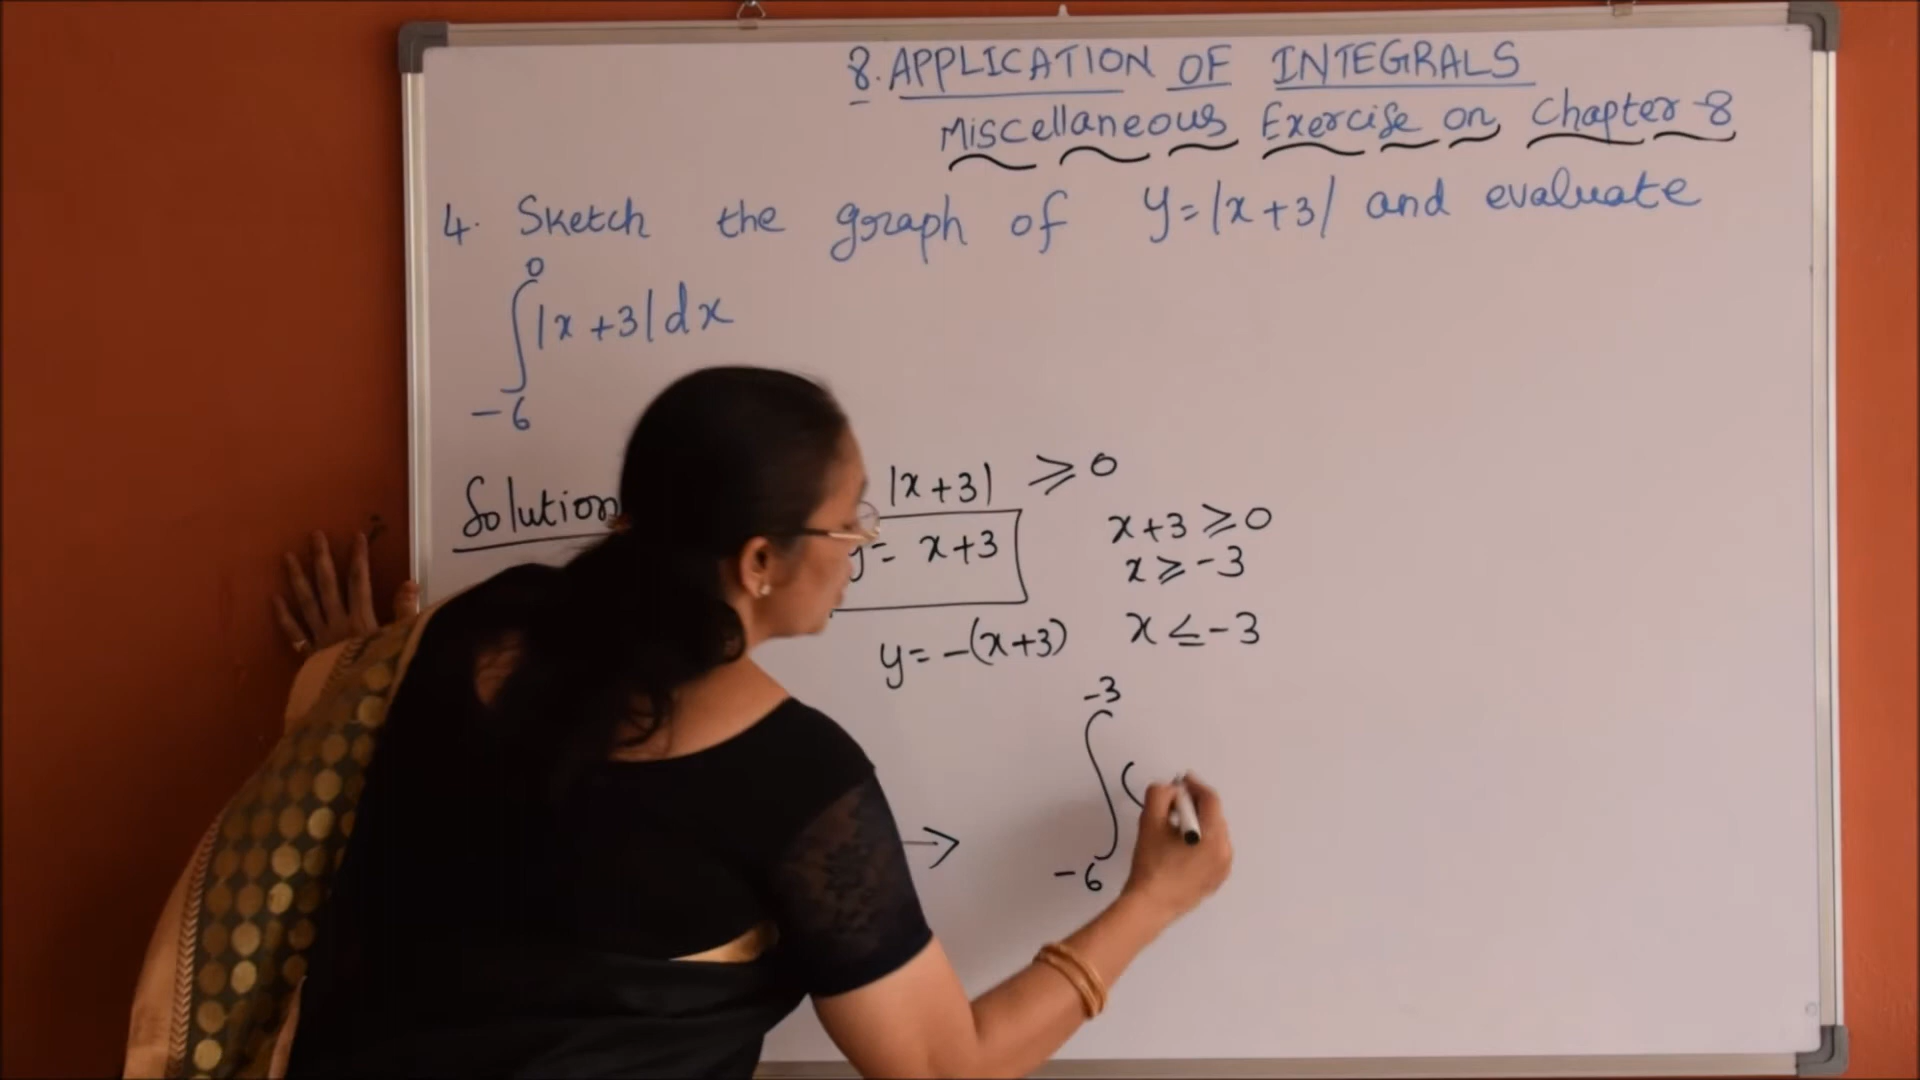 8. APPLICATION OF INTEGRALS
Miscellaneous Exercise on Chapter-8
4. Sketch the graph of y=|x+3| and evaluate
0
∫|x+3|dx
-6
Solution
|x+3| ≥ 0
y= x+3
x+3 ≥ 0
x ≥ -3
y= -(x+3)
x ≤ -3
-3
→ ∫ (
-6